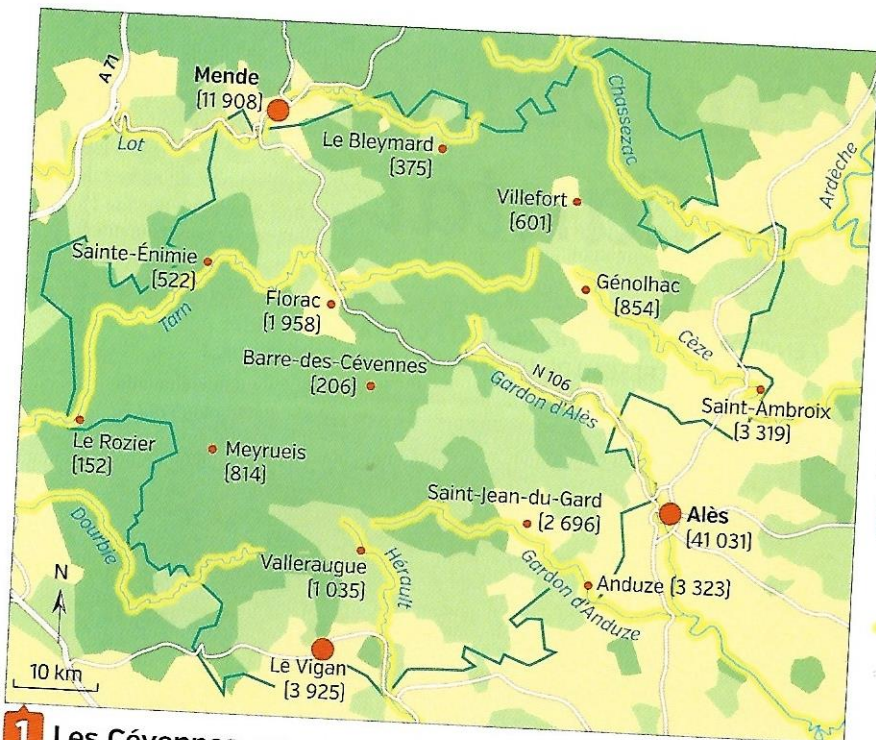 A 71
Mende
(11 908)
Lot
Le Bleymard
(375)
Chassezac
Ardèche
Villefort
(601)
Sainte-Énimie
(522)
Tarn
Florac
(1 958)
Génolhac
(854)
Cèze
Barre-des-Cévennes
(206)
N 106
Gardon d'Alès
Saint-Ambroix
(3 319)
Le Rozier
(152)
Meyrueis
(814)
Saint-Jean-du-Gard
(2 696)
Alès
(41 031)
Dourbie
Valleraugue
(1 035)
Hérault
Gardon d'Anduze
Anduze (3 323)
N
10 km
Le Vigan
(3 925)
1 Les Cévennes